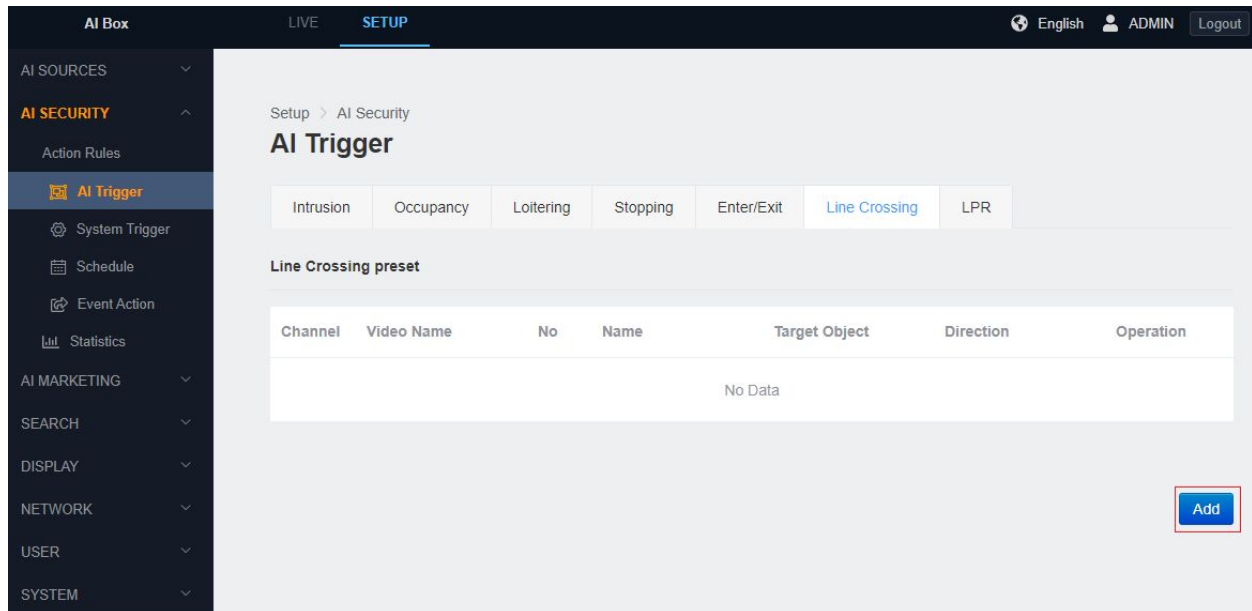 AI Box LIVE SETUP English ADMIN Logout
AI SOURCES
AI SECURITY
Action Rules
AI Trigger
System Trigger
Schedule
Event Action
Statistics
AI MARKETING
SEARCH
DISPLAY
NETWORK
USER
SYSTEM
Setup > AI Security
AI Trigger
Intrusion Occupancy Loitering Stopping Enter/Exit Line Crossing LPR
Line Crossing preset
Channel Video Name No Name Target Object Direction Operation
No Data
Add